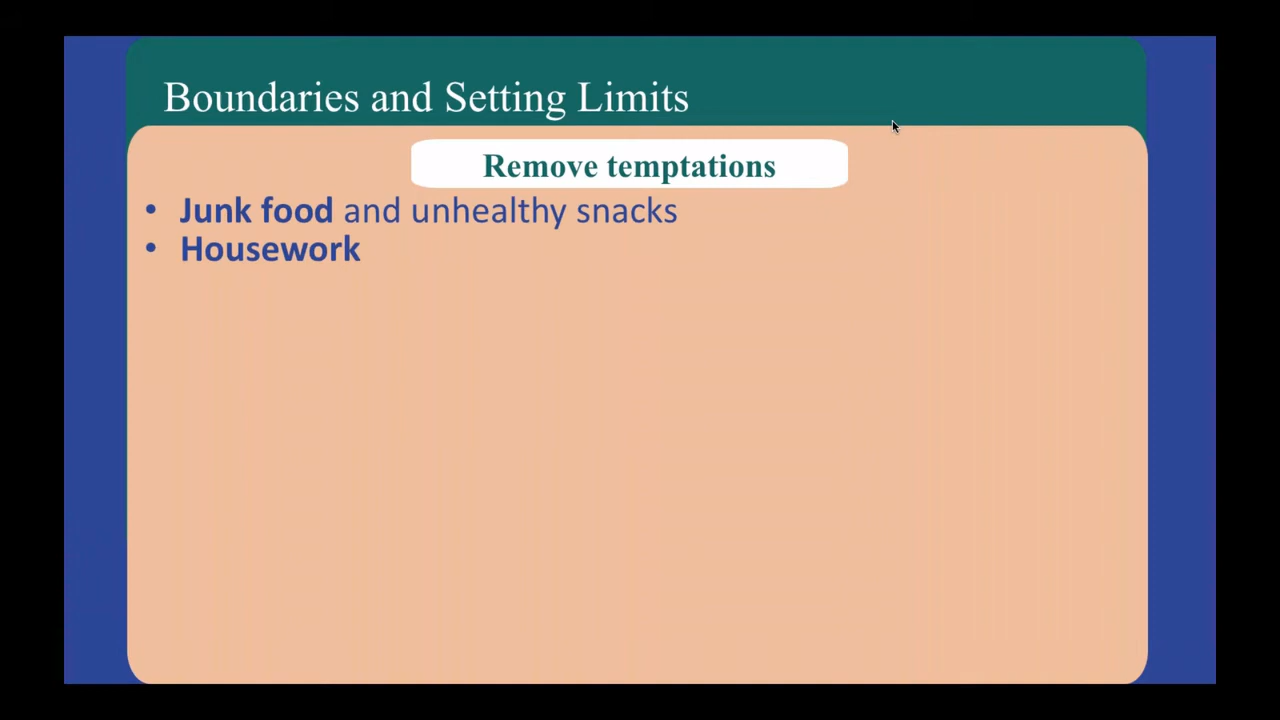 Boundaries and Setting Limits
Remove temptations
• Junk food and unhealthy snacks
• Housework